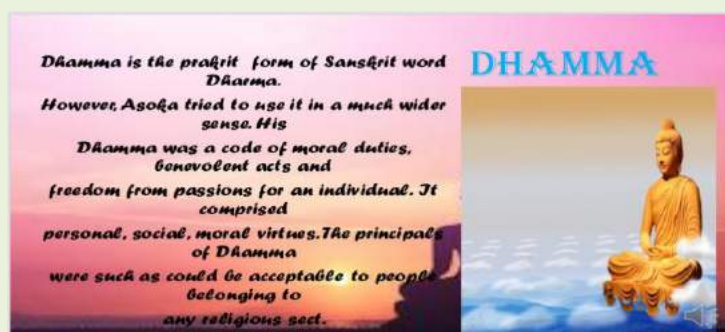 DHAMMA
Dhamma is the prakrit form of Sanskrit word
Dharma.
However, Asoka tried to use it in a much wider
sense. His
Dhamma was a code of moral duties,
benevolent acts and
freedom from passions for an individual. It
comprised
personal, social, moral virtues.The principals
of Dhamma
were such as could be acceptable to people
belonging to
any religious sect.